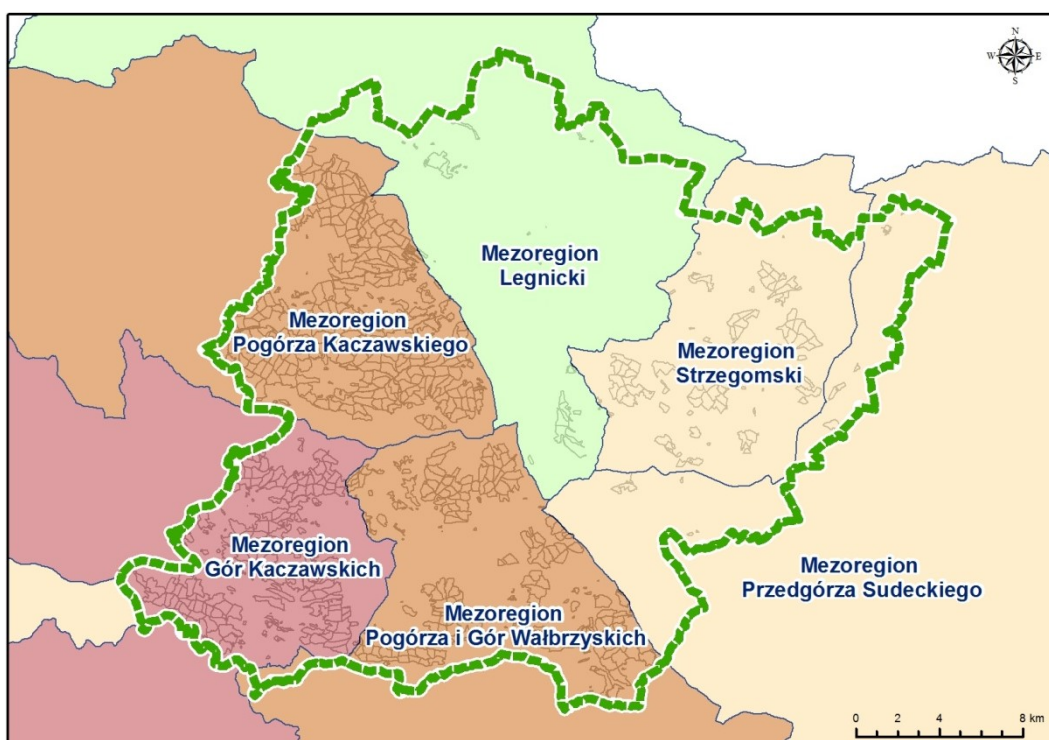 N
W E
S
Mezoregion
Legnicki
Mezoregion
Pogórza Kaczawskiego
Mezoregion
Strzegomski
Mezoregion
Gór Kaczawskich
Mezoregion
Przedgórza Sudeckiego
Mezoregion
Pogórza i Gór Wałbrzyskich
0 2 4 8 km